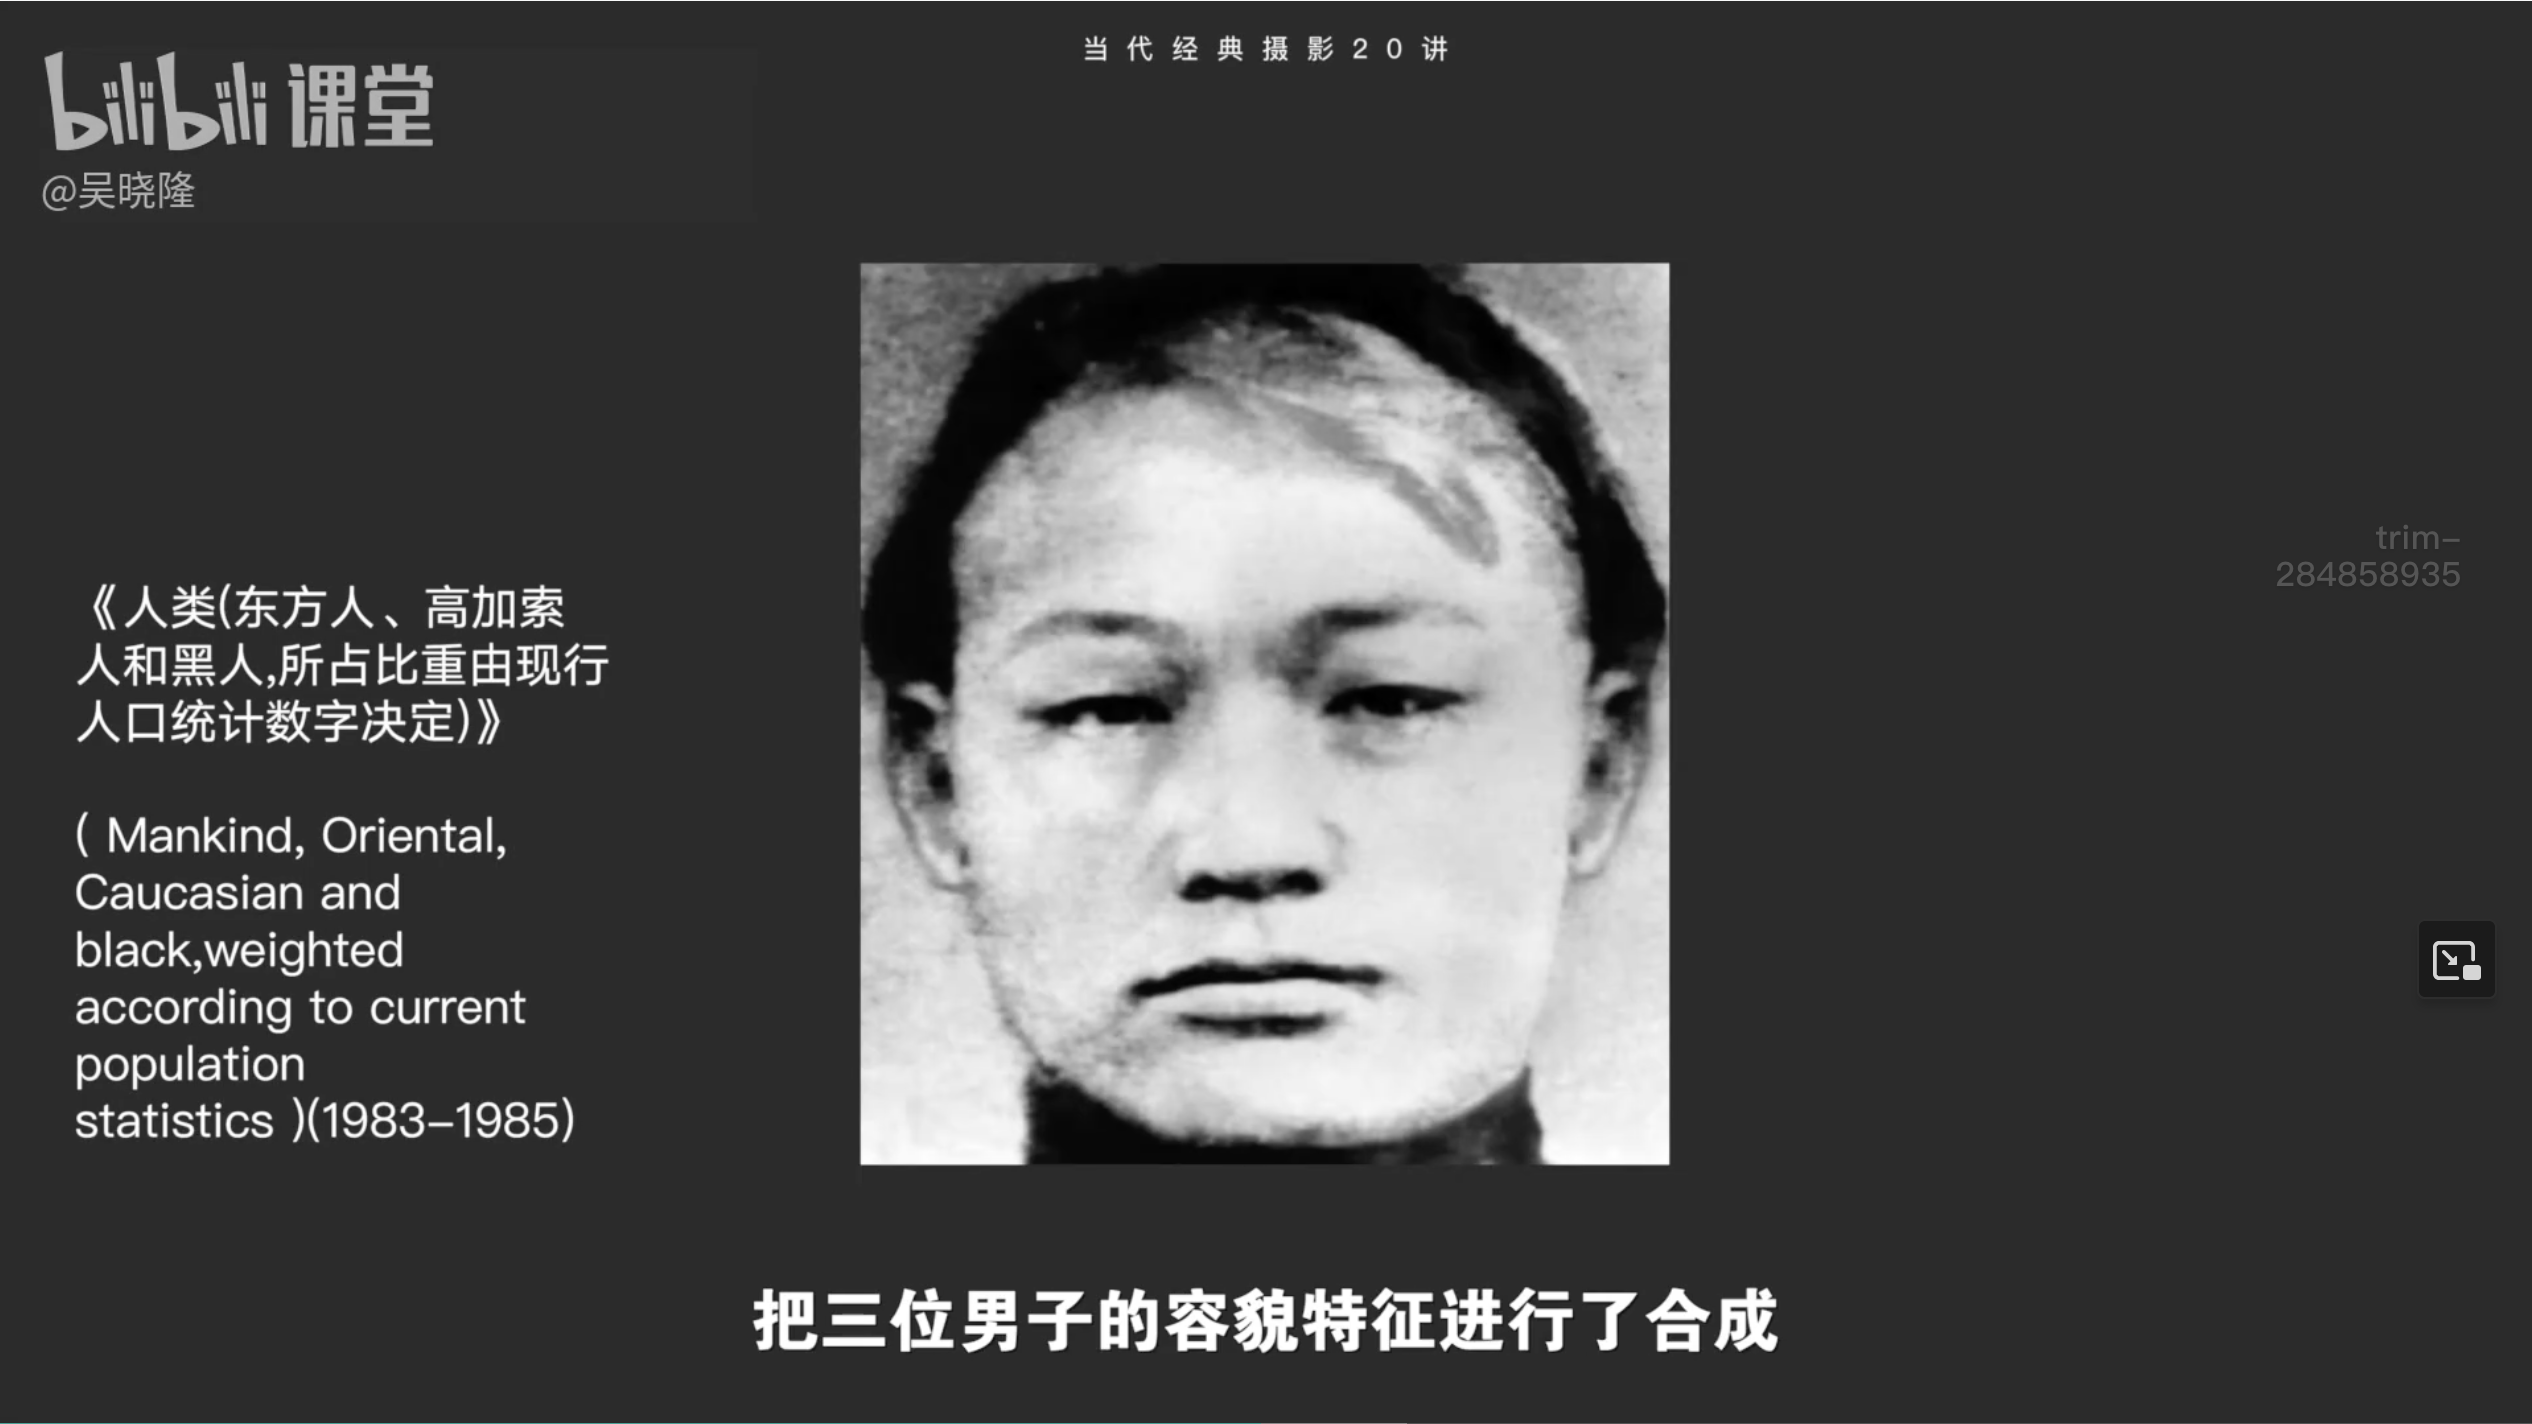 当代经典摄影20讲
bilibili 课堂
@吴晓隆
trim-
284858935
《人类(东方人、高加索
人和黑人,所占比重由现行
人口统计数字决定)》
( Mankind, Oriental,
Caucasian and
black,weighted
according to current
population
statistics )(1983-1985)
把三位男子的容貌特征进行了合成